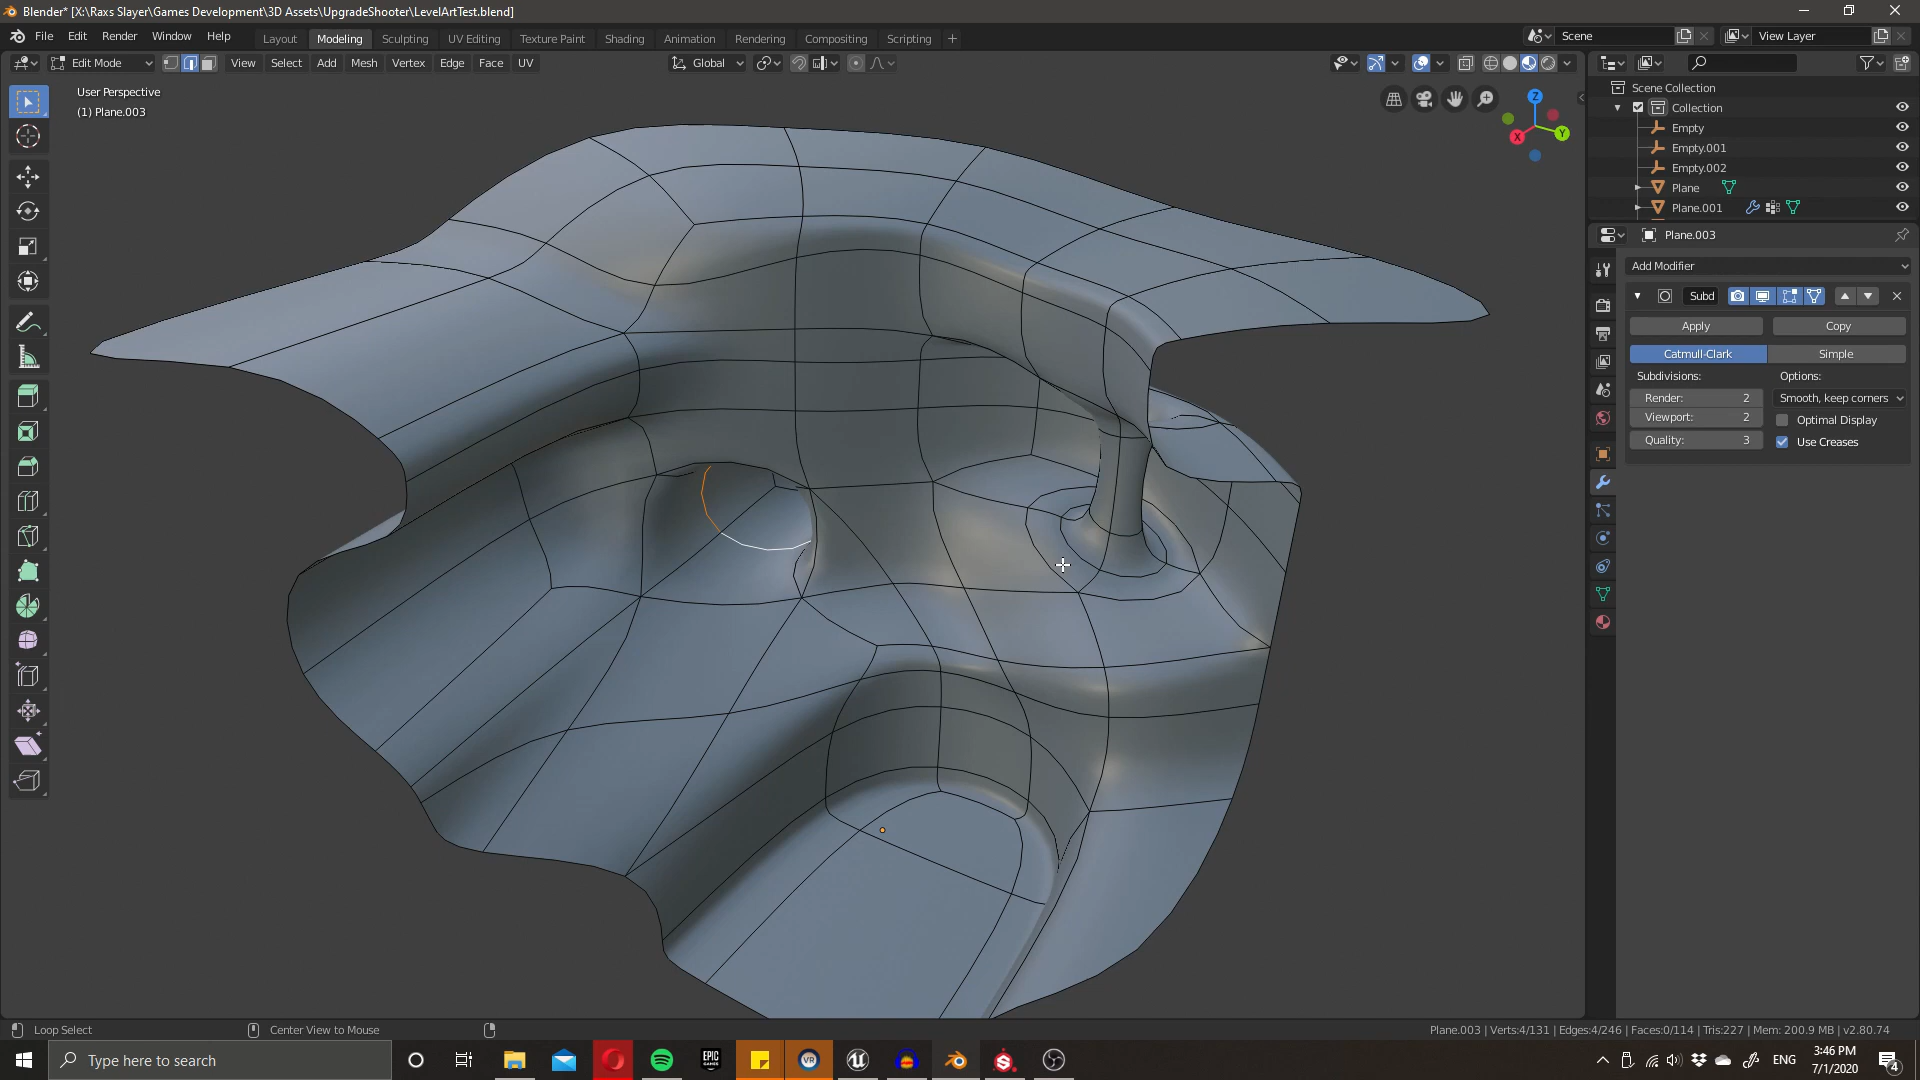 Blender* [X:\Raxs Slayer\Games Development\3D Assets\UpgradeShooter\LevelArtTest.blend]
File Edit Render Window Help
Layout Modeling Sculpting UV Editing Texture Paint Shading Animation Rendering Compositing Scripting +
Scene
View Layer
Edit Mode
View Select Add Mesh Vertex Edge Face UV
Global
User Perspective
(1) Plane.003
Z
X
Y
Scene Collection
Collection
Empty
Empty.001
Empty.002
Plane
Plane.001
Plane.003
Add Modifier
Subd
Apply Copy
Catmull-Clark Simple
Subdivisions: Options:
Render: 2 Smooth, keep corners
Viewport: 2 Optimal Display
Quality: 3 Use Creases
Loop Select
Center View to Mouse
Plane.003 | Verts:4/131 | Edges:4/246 | Faces:0/114 | Tris:227 | Mem: 200.9 MB | v2.80.74
Type here to search
EPIC
GAMES
VR
ENG
3:46 PM
7/1/2020
4